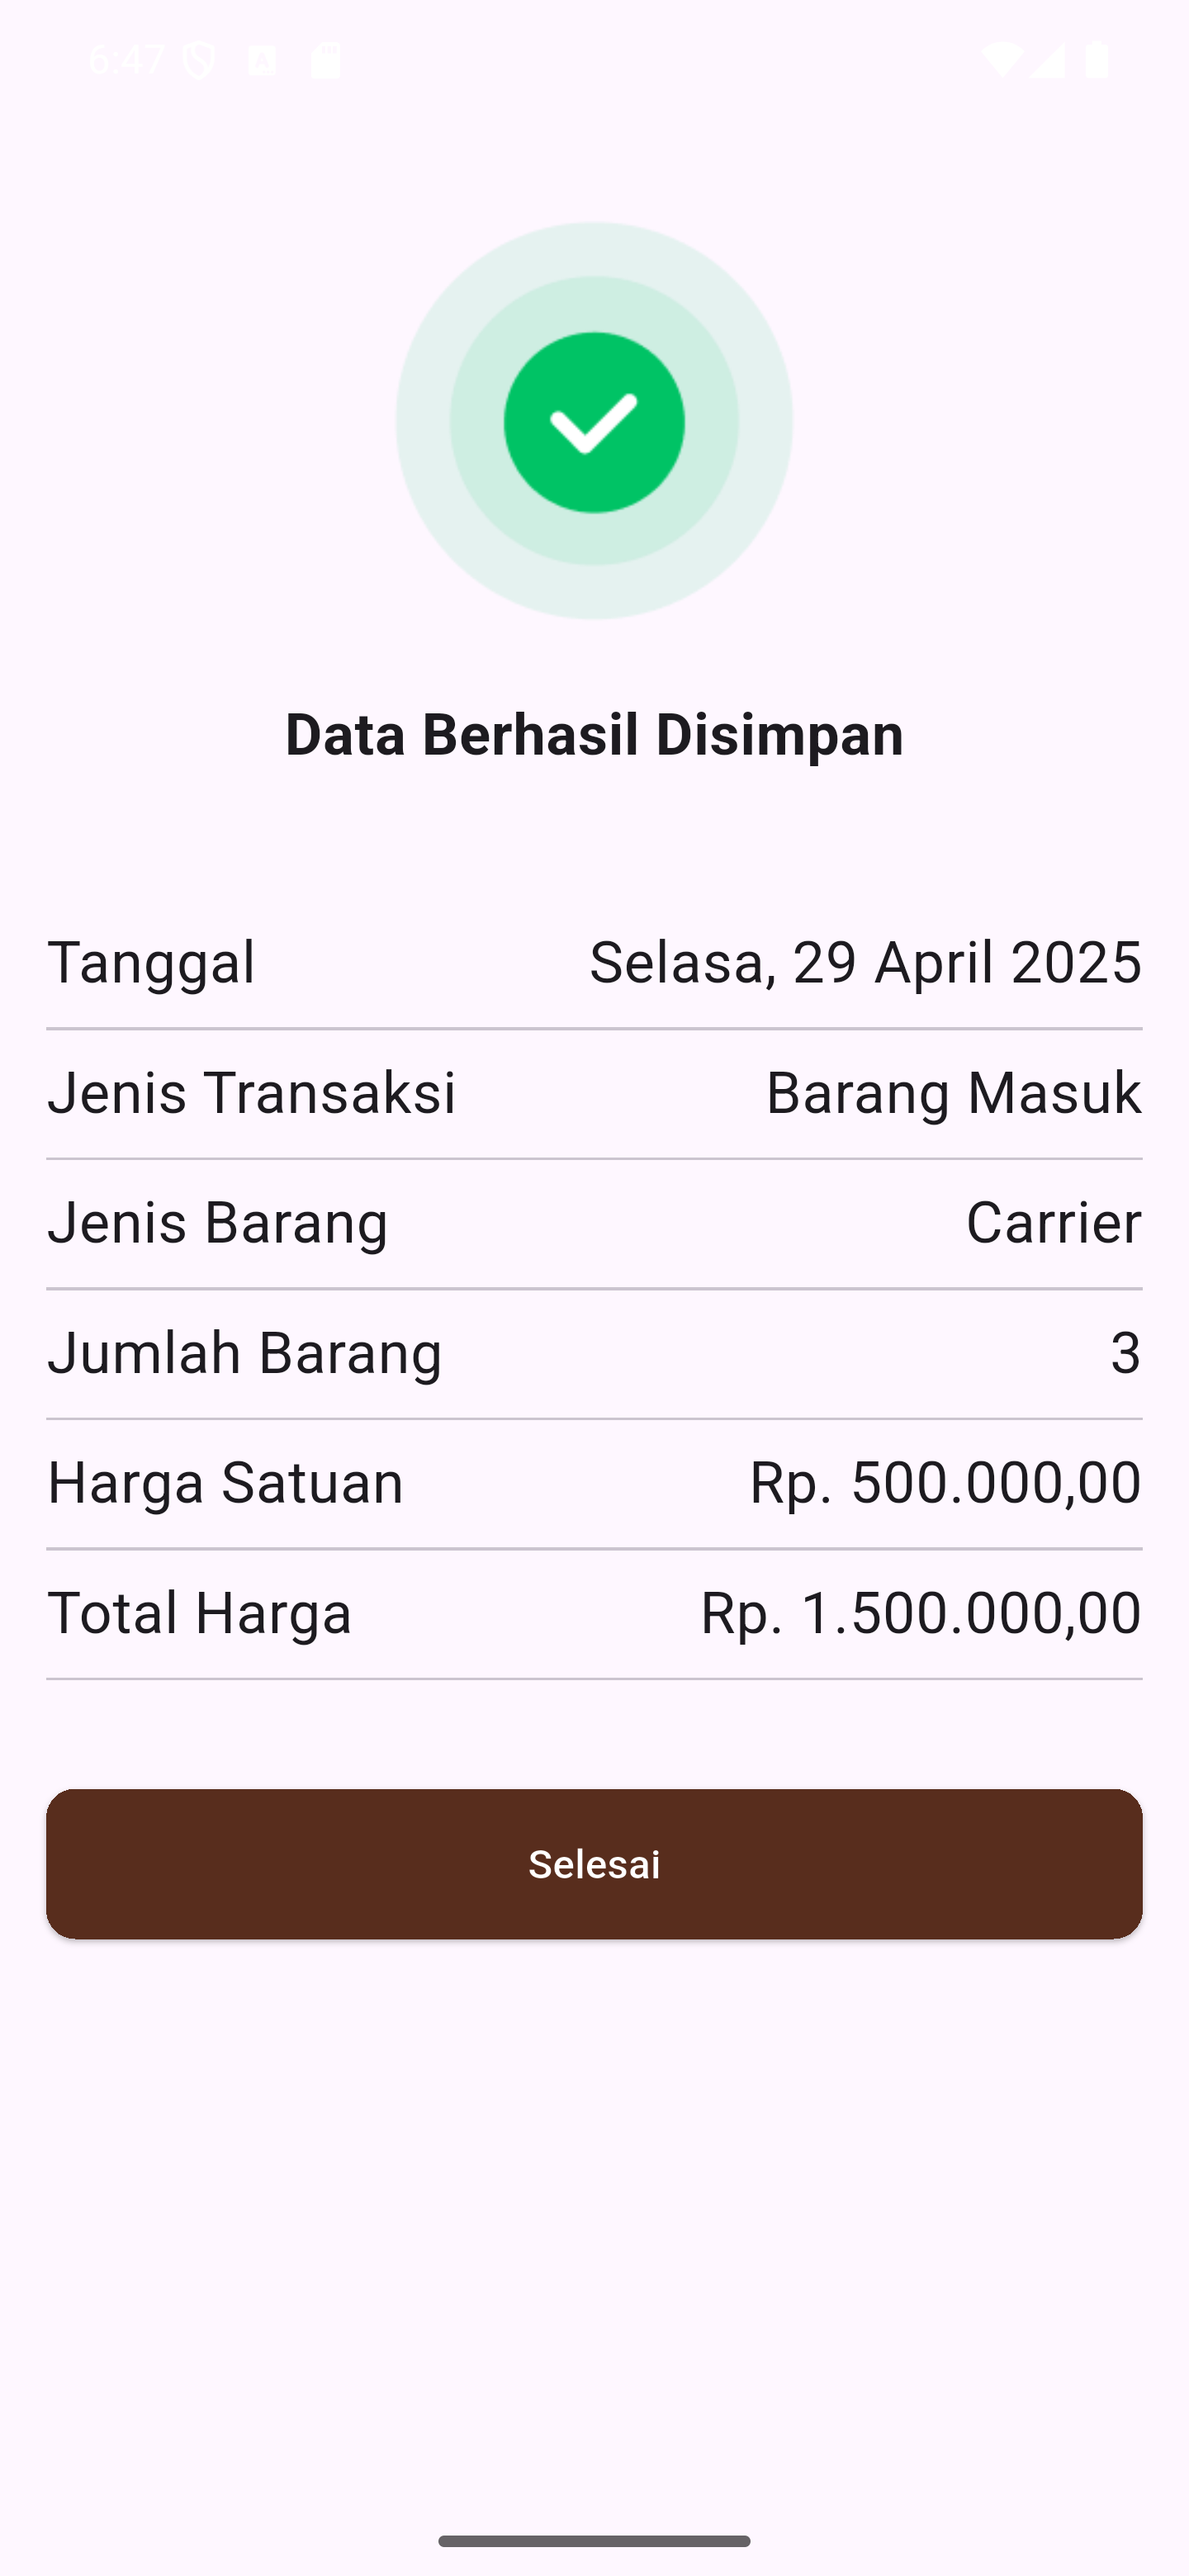 6:47
Data Berhasil Disimpan
Tanggal Selasa, 29 April 2025
Jenis Transaksi Barang Masuk
Jenis Barang Carrier
Jumlah Barang 3
Harga Satuan Rp. 500.000,00
Total Harga Rp. 1.500.000,00
Selesai